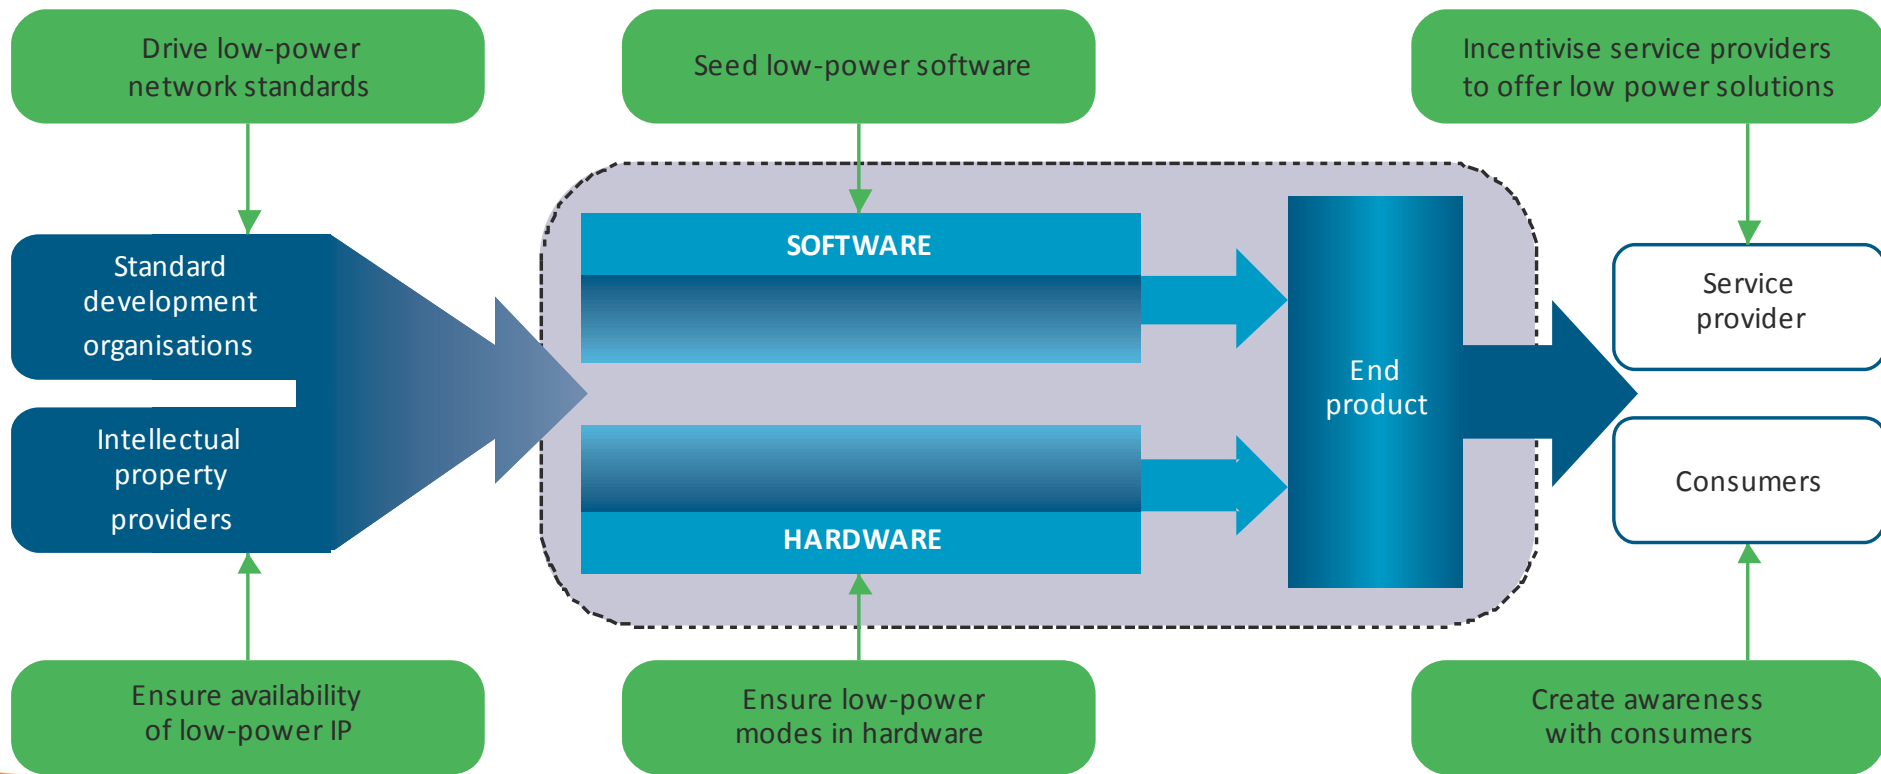 Drive low-power
network standards
Seed low-power software
Incentivise service providers
to offer low power solutions
Standard
development
organisations
SOFTWARE
Service
provider
End
product
Intellectual
property
providers
HARDWARE
Consumers
Ensure availability
of low-power IP
Ensure low-power
modes in hardware
Create awareness
with consumers